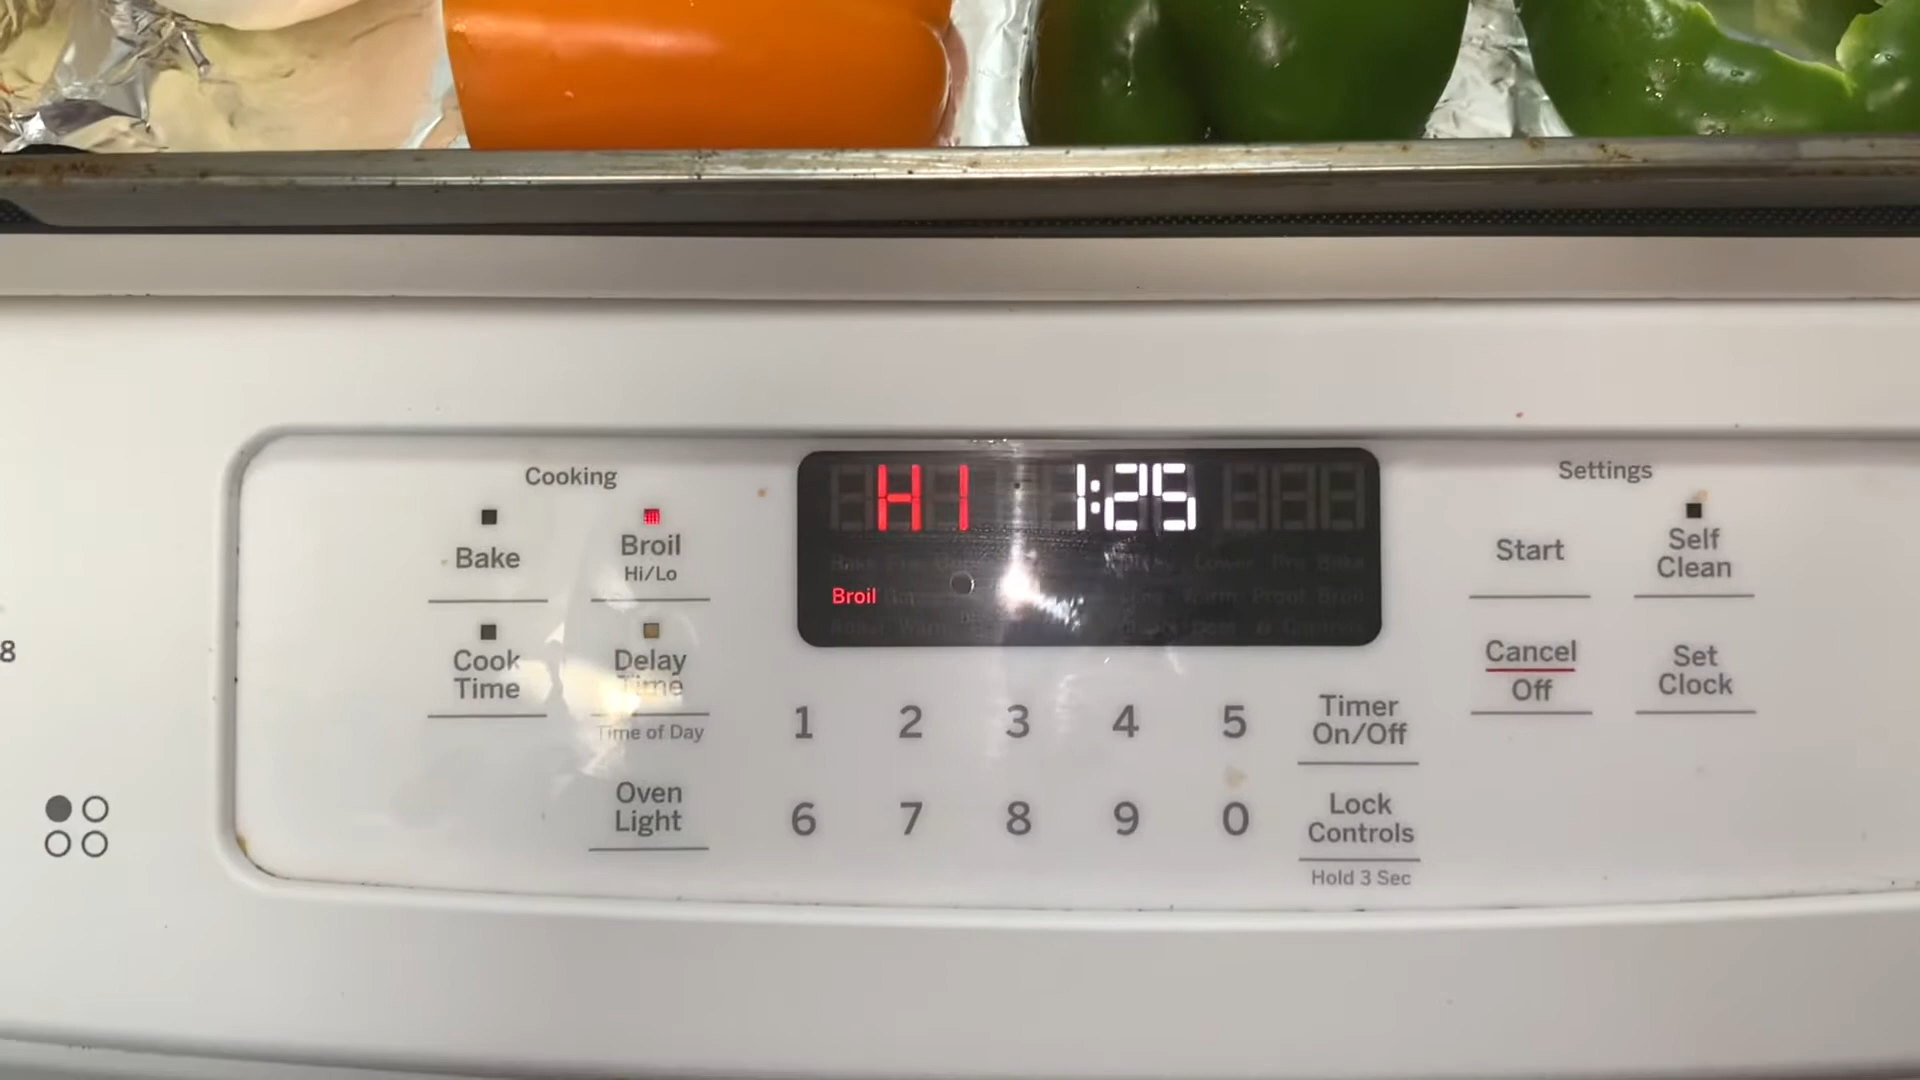 Cooking
Bake
Broil
Hi/Lo
Cook
Time
Delay
Time
Time of Day
Oven
Light
HI 1:25
Broil
1 2 3 4 5
6 7 8 9 0
Timer
On/Off
Lock
Controls
Hold 3 Sec
Settings
Start
Self
Clean
Cancel
Off
Set
Clock
8